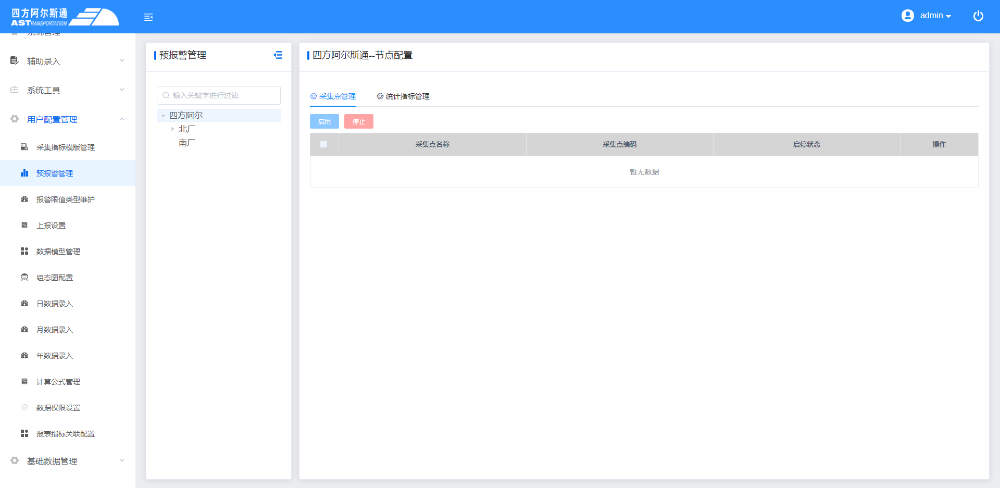 四方阿尔斯通
ASTRANSPORTATION
admin
系统管理
辅助录入
系统工具
用户配置管理
采集指标模版管理
预报警管理
报警限值类型维护
上报设置
数据模型管理
组态图配置
日数据录入
月数据录入
年数据录入
计算公式管理
数据权限设置
报表指标关联配置
基础数据管理
预报警管理
输入关键字进行过滤
四方阿尔...
北厂
南厂
四方阿尔斯通--节点配置
采集点管理 统计指标管理
启用 停止
采集点名称 采集点编码 启停状态 操作
暂无数据